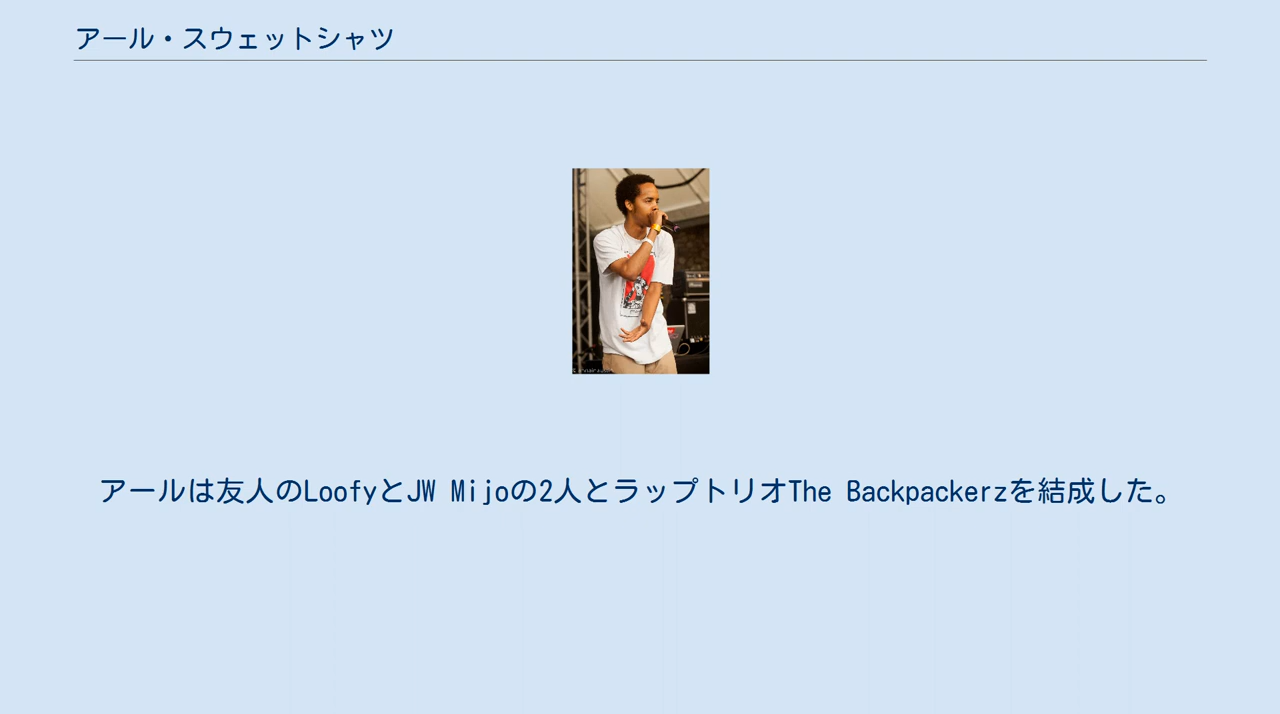 アール・スウェットシャツ
アールは友人のLoofyとJW Mijoの2人とラップトリオThe Backpackerzを結成した。